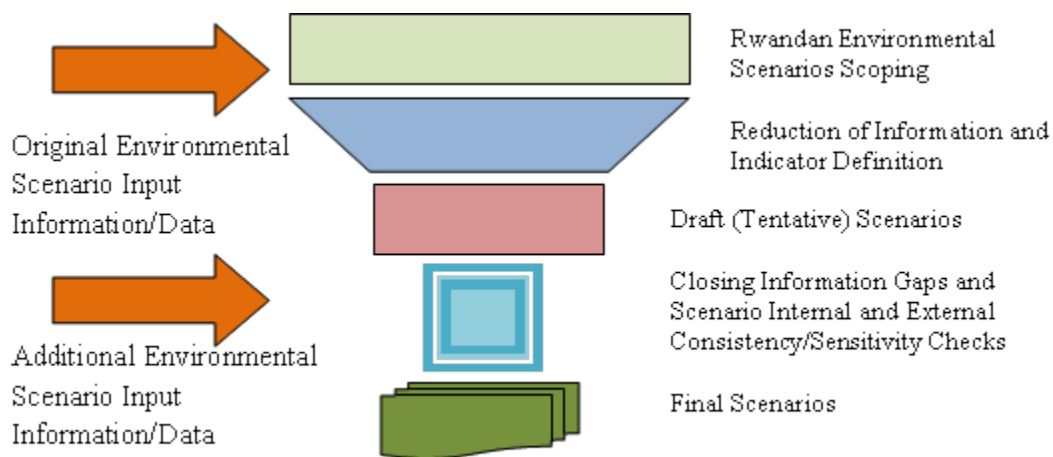 Rwandan Environmental
Scenarios Scoping
Original Environmental
Scenario Input
Information/Data
Reduction of Information and
Indicator Definition
Draft (Tentative) Scenarios
Closing Information Gaps and
Scenario Internal and External
Consistency/Sensitivity Checks
Additional Environmental
Scenario Input
Information/Data
Final Scenarios